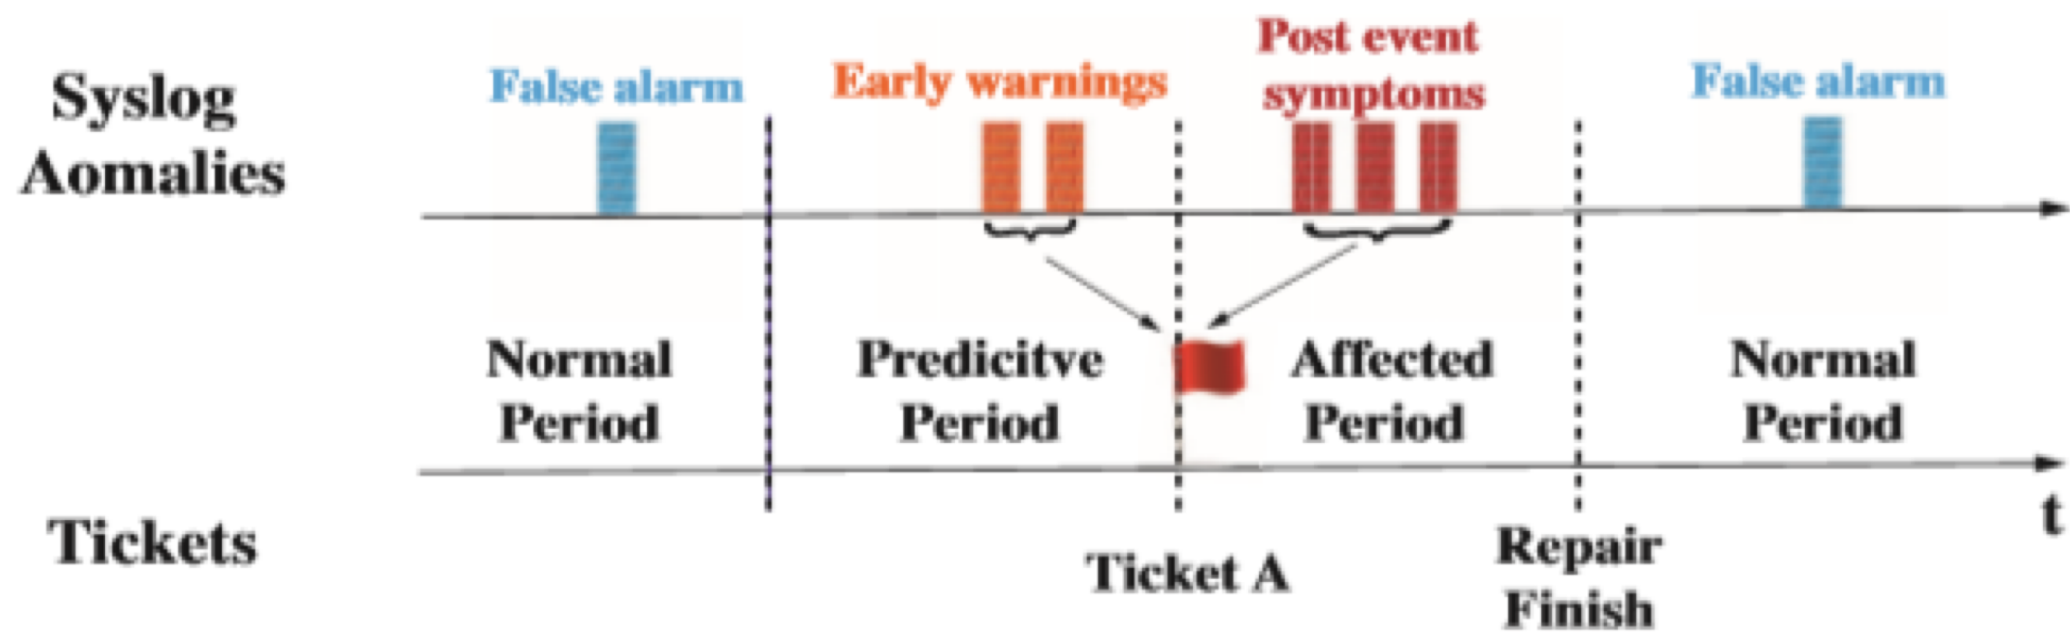 Syslog
Aomalies
False alarm
Early warnings
Post event
symptoms
False alarm
Normal
Period
Predicitve
Period
Affected
Period
Normal
Period
t
Tickets
Ticket A
Repair
Finish